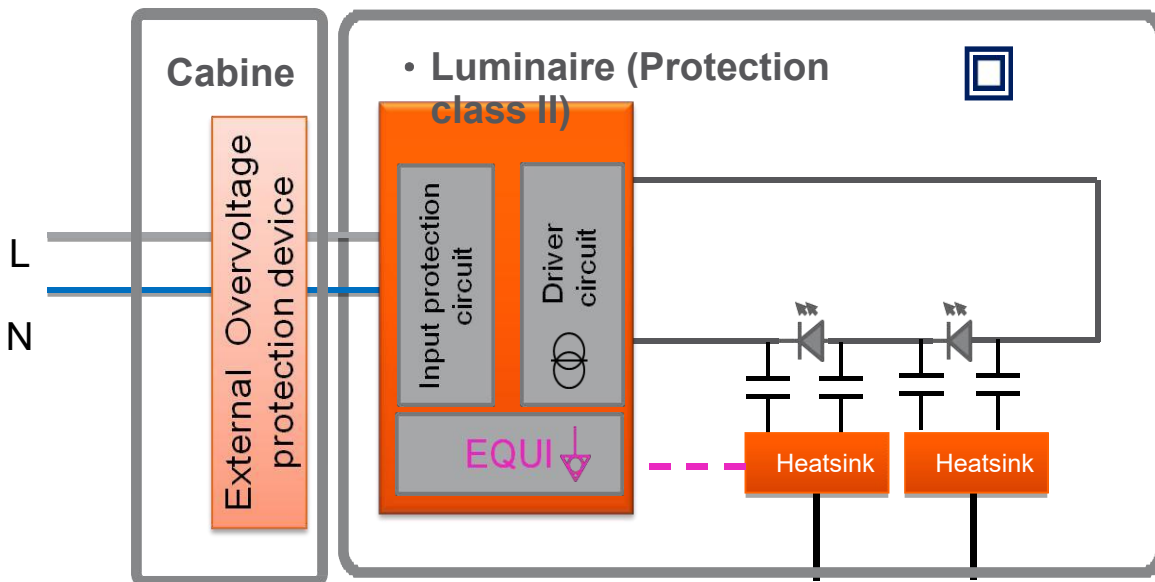 Cabine
• Luminaire (Protection
class II)
L
N
External Overvoltage
protection device
Input protection
circuit
Driver
circuit
EQUI
Heatsink
Heatsink